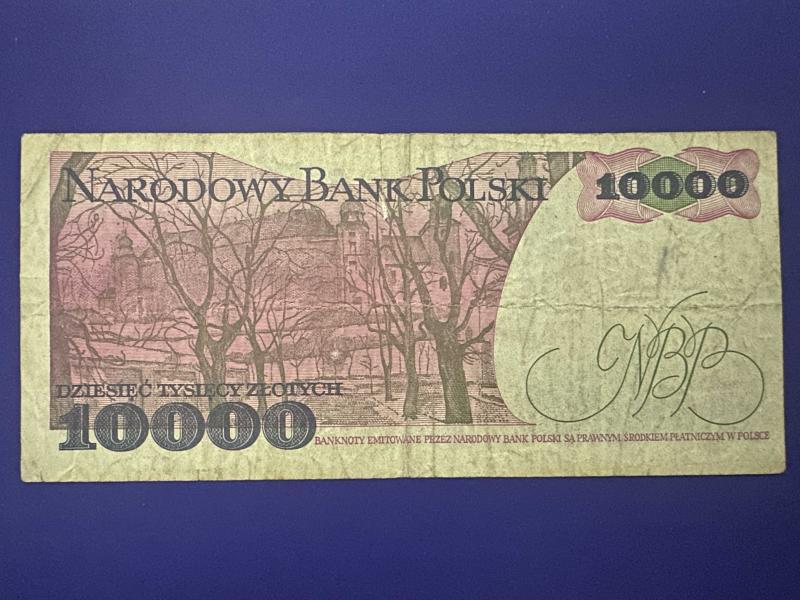 NARODOWY BANK POLSKI
10000
NBP
DZIESIĘĆ TYSIĘCY ZŁOTYCH
10000
BANKNOTY EMITOWANE PRZEZ NARODOWY BANK POLSKI SĄ PRAWNYM ŚRODKIEM PŁATNICZYM W POLSCE